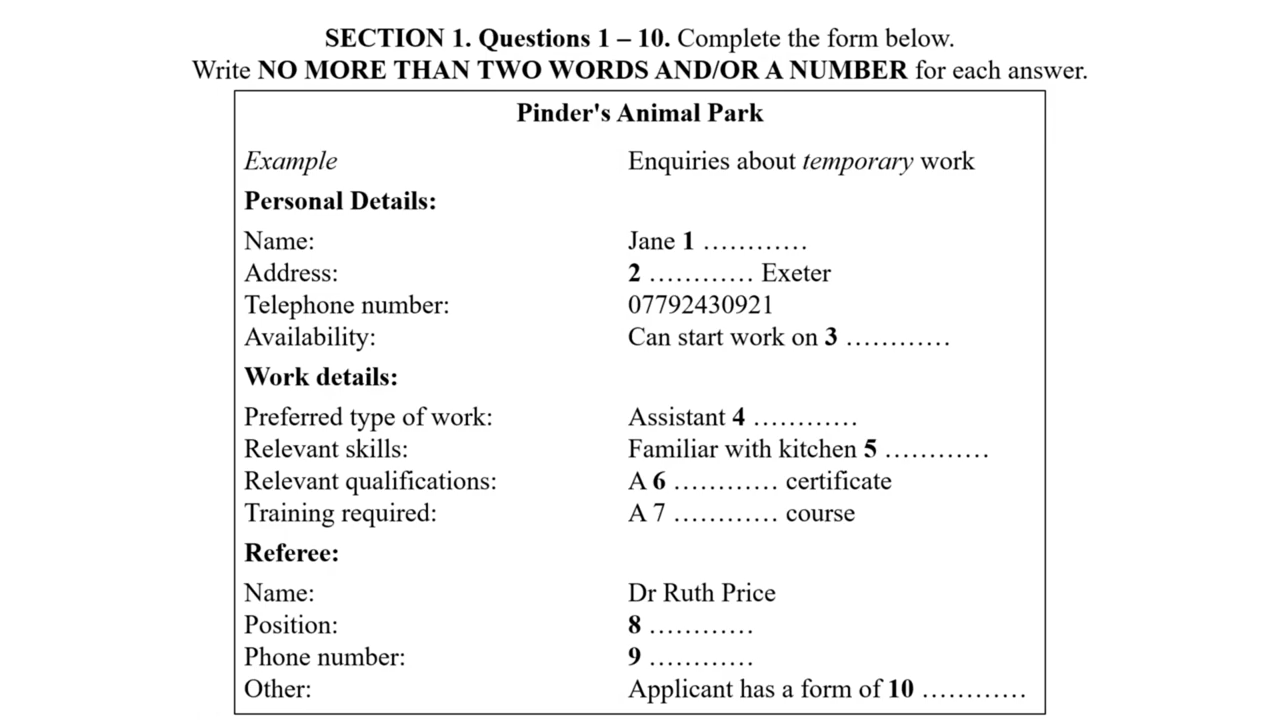 SECTION 1. Questions 1 – 10. Complete the form below.
Write NO MORE THAN TWO WORDS AND/OR A NUMBER for each answer.
Pinder's Animal Park
Example Enquiries about temporary work
Personal Details:
Name: Jane 1 …………
Address: 2 ………… Exeter
Telephone number: 07792430921
Availability: Can start work on 3 …………
Work details:
Preferred type of work: Assistant 4 …………
Relevant skills: Familiar with kitchen 5 …………
Relevant qualifications: A 6 ………… certificate
Training required: A 7 ………… course
Referee:
Name: Dr Ruth Price
Position: 8 …………
Phone number: 9 …………
Other: Applicant has a form of 10 …………